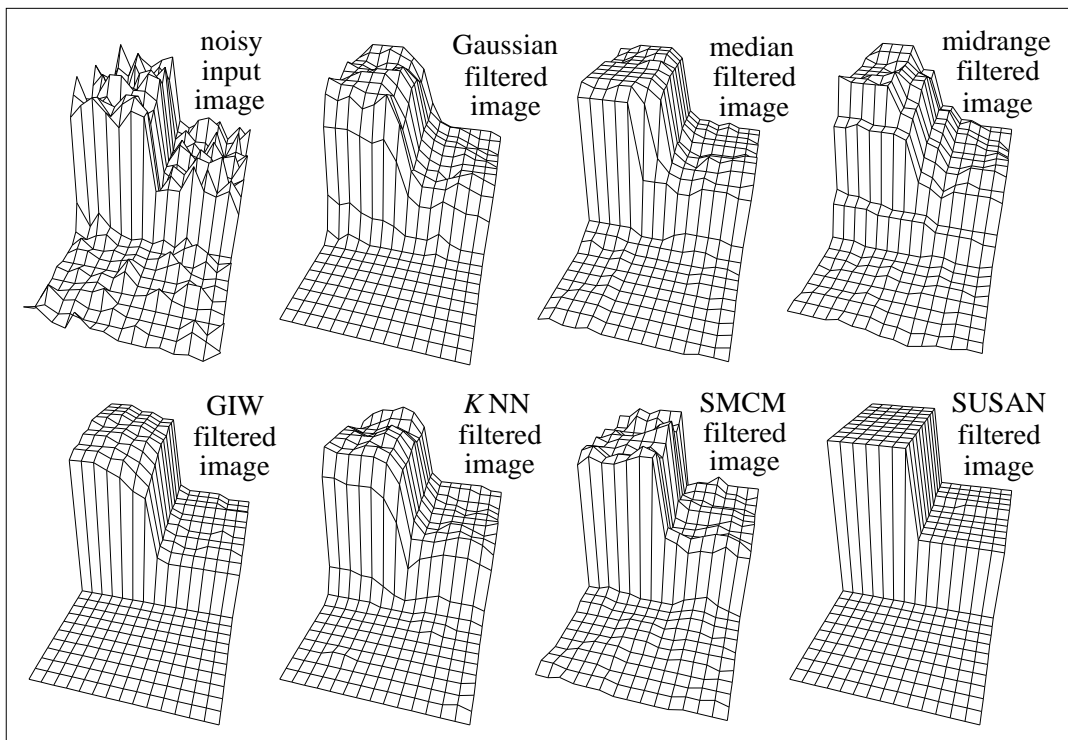 noisy
input
image
Gaussian
filtered
image
median
filtered
image
midrange
filtered
image
GIW
filtered
image
K NN
filtered
image
SMCM
filtered
image
SUSAN
filtered
image